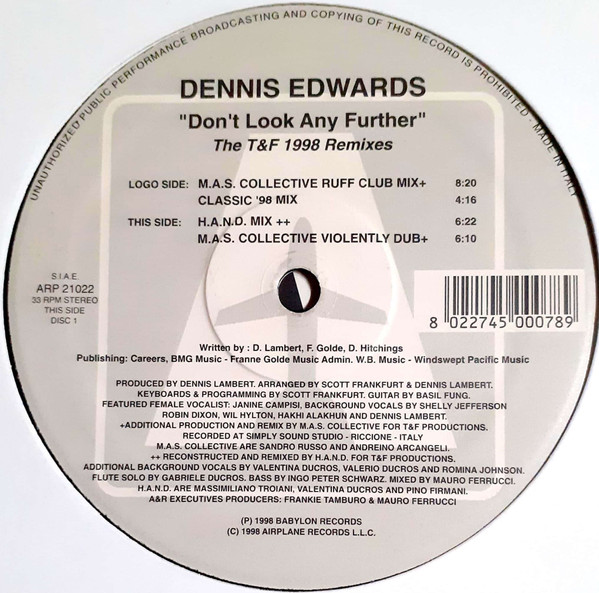 UNAUTHORIZED PUBLIC PERFORMANCE BROADCASTING AND COPYING OF THIS RECORD IS PROHIBITED - MADE IN ITALY
DENNIS EDWARDS
"Don't Look Any Further"
The T&F 1998 Remixes
LOGO SIDE: M.A.S. COLLECTIVE RUFF CLUB MIX+ 8:20
CLASSIC '98 MIX 4:16
THIS SIDE: H.A.N.D. MIX ++ 6:22
M.A.S. COLLECTIVE VIOLENTLY DUB+ 6:10
S.I.A.E.
ARP 21022
33 RPM STEREO
THIS SIDE
DISC 1
8 022745 000789
Written by : D. Lambert, F. Golde, D. Hitchings
Publishing: Careers, BMG Music - Franne Golde Music Admin. W.B. Music - Windswept Pacific Music
PRODUCED BY DENNIS LAMBERT. ARRANGED BY SCOTT FRANKFURT & DENNIS LAMBERT.
KEYBOARDS & PROGRAMMING BY SCOTT FRANKFURT. GUITAR BY BASIL FUNG.
FEATURED FEMALE VOCALIST: JANINE CAMPISI, BACKGROUND VOCALS BY SHELLY JEFFERSON
ROBIN DIXON, WIL HYLTON, HAKHI ALAKHUN AND DENNIS LAMBERT.
+ADDITIONAL PRODUCTION AND REMIX BY M.A.S. COLLECTIVE FOR T&F PRODUCTIONS.
RECORDED AT SIMPLY SOUND STUDIO - RICCIONE - ITALY
M.A.S. COLLECTIVE ARE SANDRO RUSSO AND ANDREINO ARCANGELI.
++ RECONSTRUCTED AND REMIXED BY H.A.N.D. FOR T&F PRODUCTIONS.
ADDITIONAL BACKGROUND VOCALS BY VALENTINA DUCROS, VALERIO DUCROS AND ROMINA JOHNSON.
FLUTE SOLO BY GABRIELE DUCROS. BASS BY INGO PETER SCHWARZ. MIXED BY MAURO FERRUCCI.
H.A.N.D. ARE MASSIMILIANO TROIANI, VALENTINA DUCROS AND PINO FIRMANI.
A&R EXECUTIVES PRODUCERS: FRANKIE TAMBURO & MAURO FERRUCCI
(P) 1998 BABYLON RECORDS
(C) 1998 AIRPLANE RECORDS L.L.C.